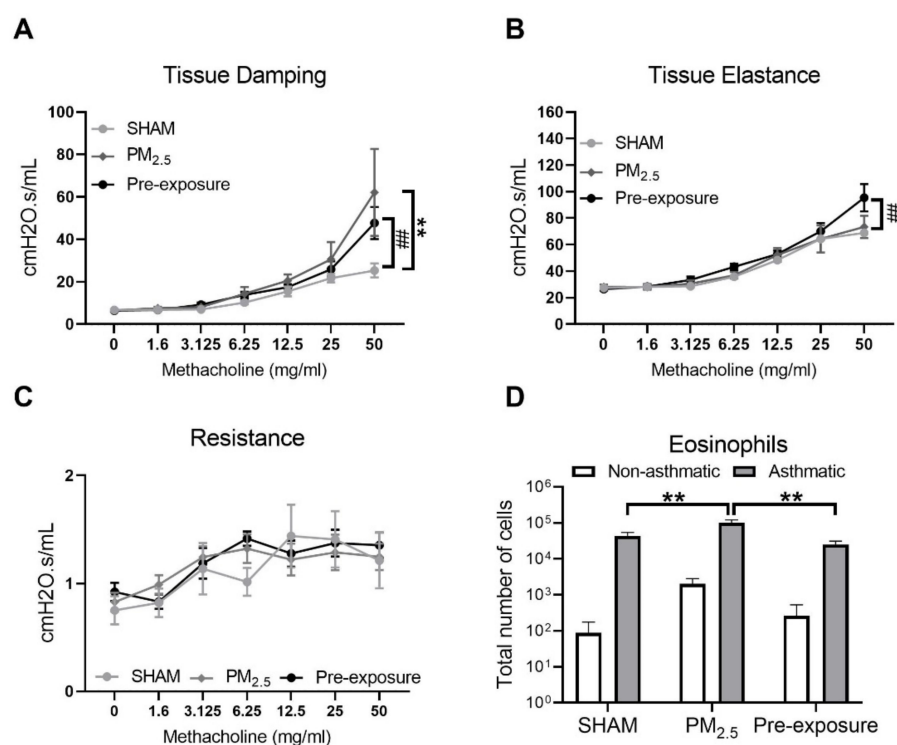 A
Tissue Damping
100
80
60
40
20
0
cmH2O.s/mL
SHAM
PM2.5
Pre-exposure
##
**
0 1.6 3.125 6.25 12.5 25 50
Methacholine (mg/ml)
B
Tissue Elastance
160
140
120
100
80
60
40
20
0
cmH2O.s/mL
SHAM
PM2.5
Pre-exposure
##
0 1.6 3.125 6.25 12.5 25 50
Methacholine (mg/ml)
C
Resistance
2
1
0
cmH2O.s/mL
SHAM PM2.5 Pre-exposure
0 1.6 3.125 6.25 12.5 25 50
Methacholine (mg/ml)
D
Eosinophils
Non-asthmatic Asthmatic
10^6
10^5
10^4
10^3
10^2
10^1
10^0
Total number of cells
** **
SHAM PM2.5 Pre-exposure